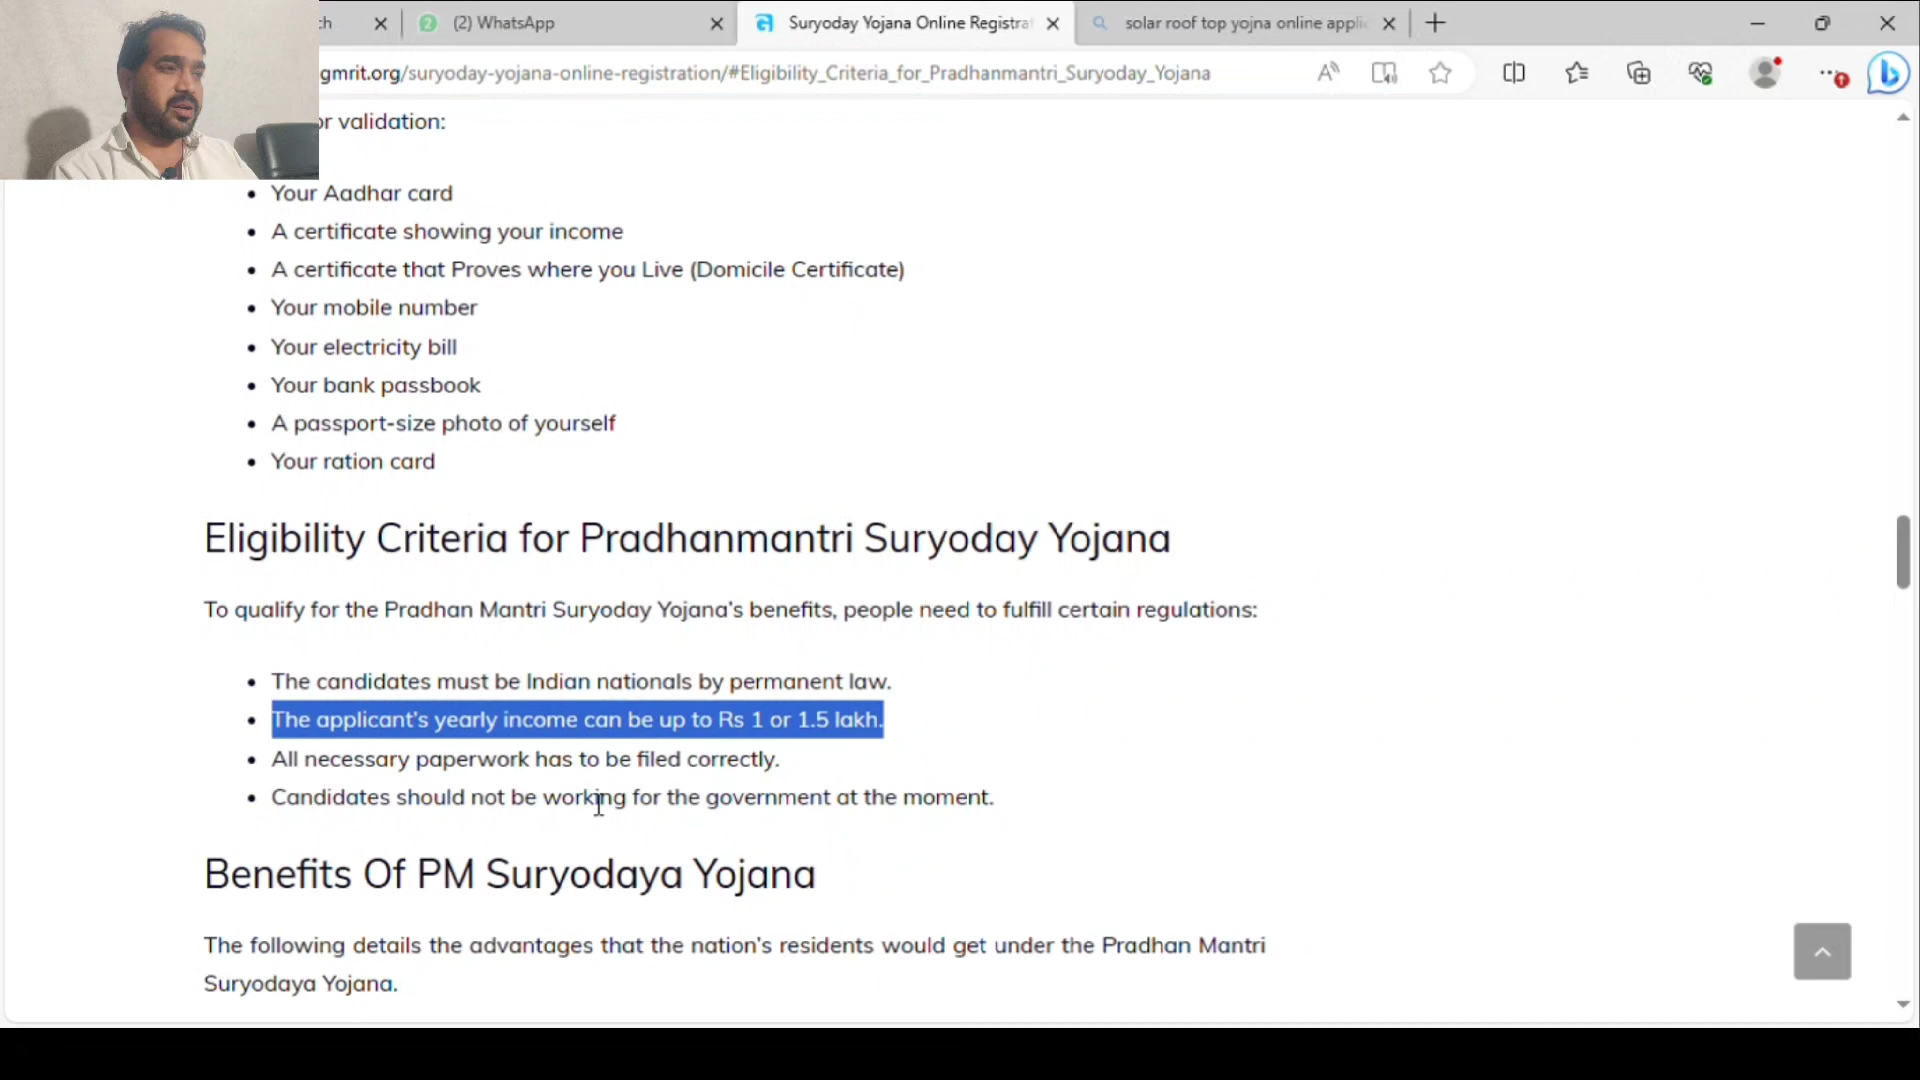 ch
(2) WhatsApp
Suryoday Yojana Online Registra
solar roof top yojna online appli
gmrit.org/suryoday-yojana-online-registration/#Eligibility_Criteria_for_Pradhanmantri_Suryoday_Yojana
or validation:
• Your Aadhar card
• A certificate showing your income
• A certificate that Proves where you Live (Domicile Certificate)
• Your mobile number
• Your electricity bill
• Your bank passbook
• A passport-size photo of yourself
• Your ration card
Eligibility Criteria for Pradhanmantri Suryoday Yojana
To qualify for the Pradhan Mantri Suryoday Yojana's benefits, people need to fulfill certain regulations:
• The candidates must be Indian nationals by permanent law.
• The applicant's yearly income can be up to Rs 1 or 1.5 lakh.
• All necessary paperwork has to be filed correctly.
• Candidates should not be working for the government at the moment.
Benefits Of PM Suryodaya Yojana
The following details the advantages that the nation's residents would get under the Pradhan Mantri
Suryodaya Yojana.